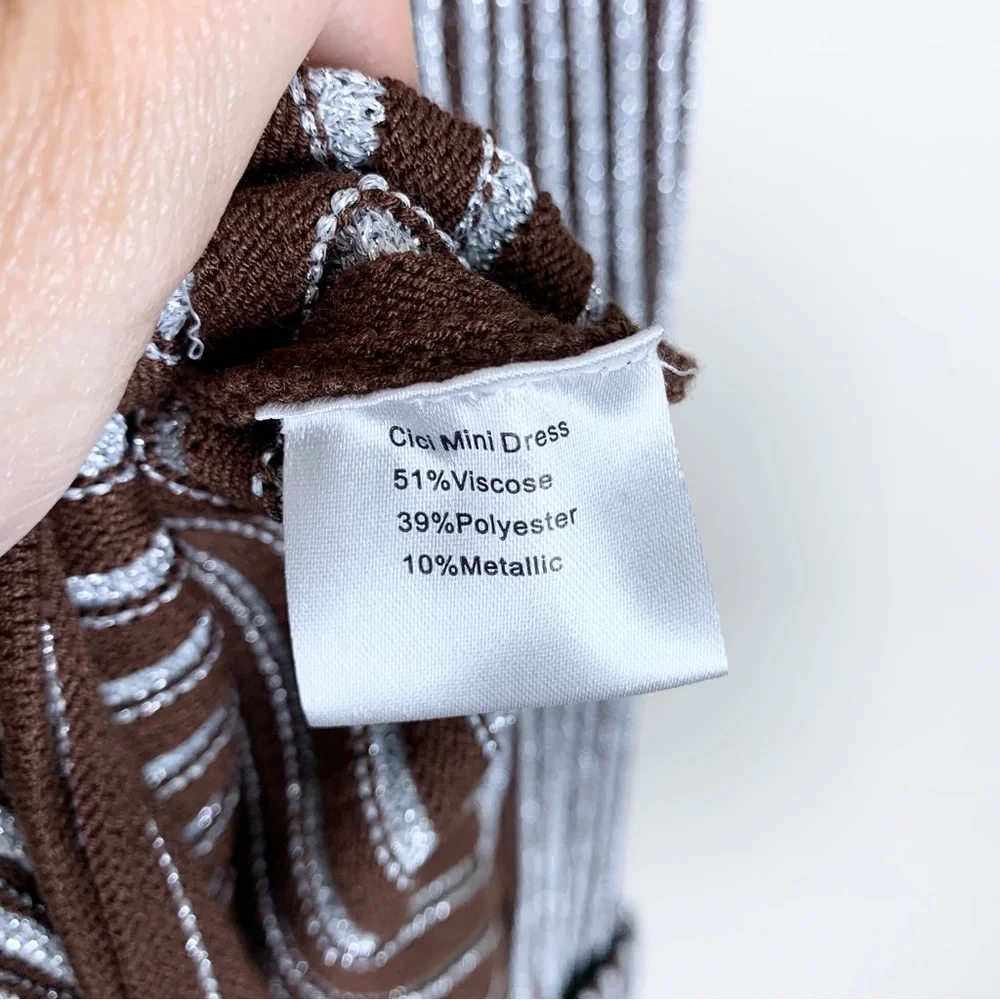 Cici Mini Dress
51%Viscose
39%Polyester
10%Metallic